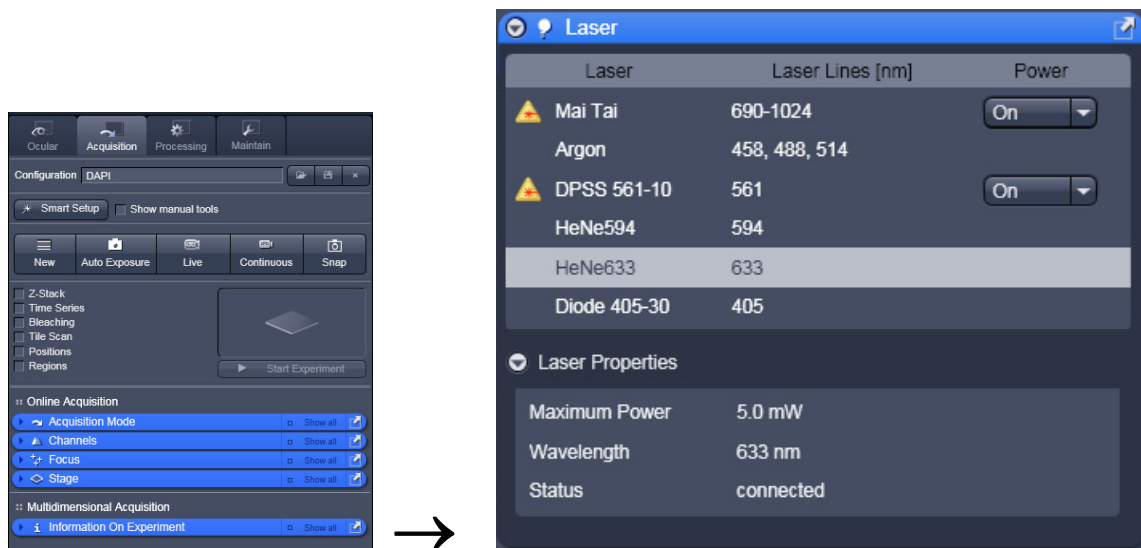 Ocular Acquisition Processing Maintain
Configuration DAPI
Smart Setup Show manual tools
New Auto Exposure Live Continuous Snap
Z-Stack
Time Series
Bleaching
Tile Scan
Positions
Regions
Start Experiment
Online Acquisition
Acquisition Mode Show all
Channels Show all
Focus Show all
Stage Show all
Multidimensional Acquisition
Information On Experiment Show all
→
Laser
Laser Laser Lines [nm] Power
Mai Tai 690-1024 On
Argon 458, 488, 514
DPSS 561-10 561 On
HeNe594 594
HeNe633 633
Diode 405-30 405
Laser Properties
Maximum Power 5.0 mW
Wavelength 633 nm
Status connected